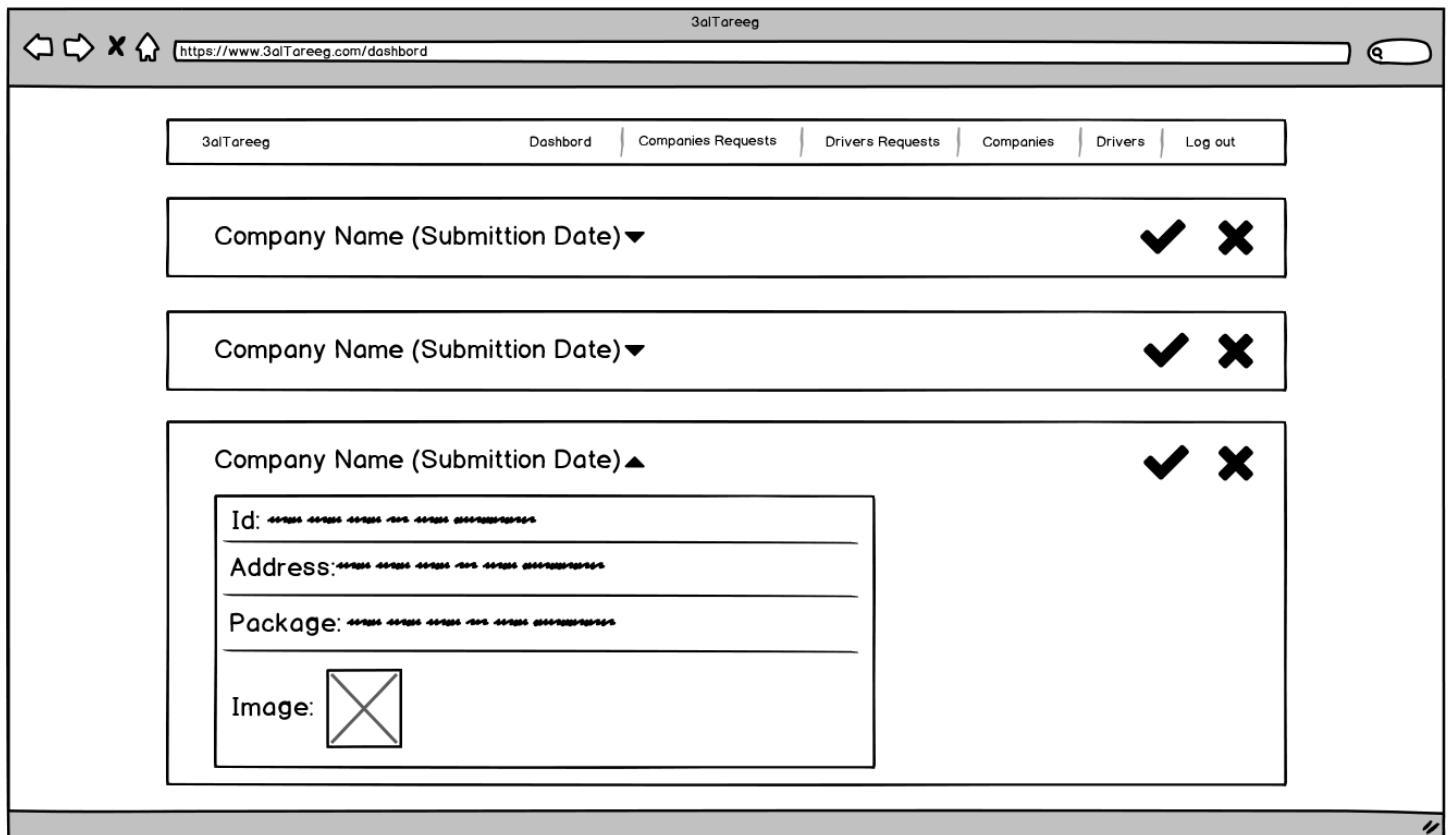 3alTareeg
https://www.3alTareeg.com/dashbord
3alTareeg Dashbord Companies Requests Drivers Requests Companies Drivers Log out
Company Name (Submittion Date)
Company Name (Submittion Date)
Company Name (Submittion Date)
Id:
Address:
Package:
Image: